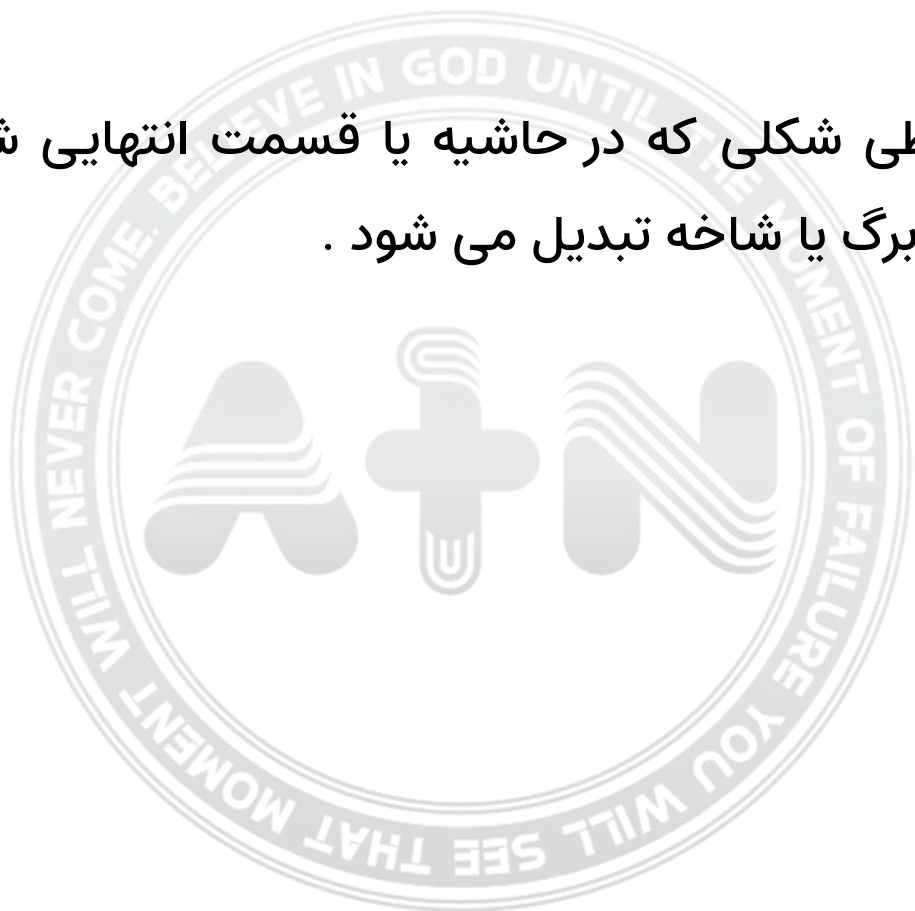 شکلی که در حاشیه یا قسمت انتهایی
برگ یا شاخه تبدیل می شود .
BELIEVE IN GOD UNTIL THE MOMENT OF FAILURE YOU WILL SEE THAT MOMENT WILL NEVER COME.
A+N